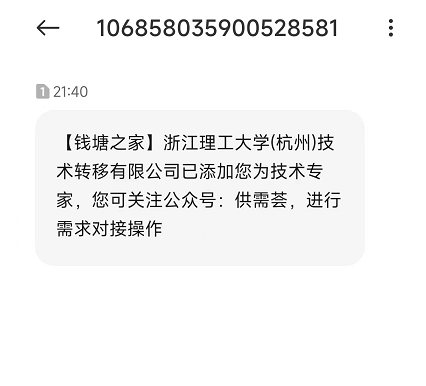 106858035900528581
1 21:40
【钱塘之家】浙江理工大学(杭州)技
术转移有限公司已添加您为技术专
家，您可关注公众号：供需荟，进行
需求对接操作